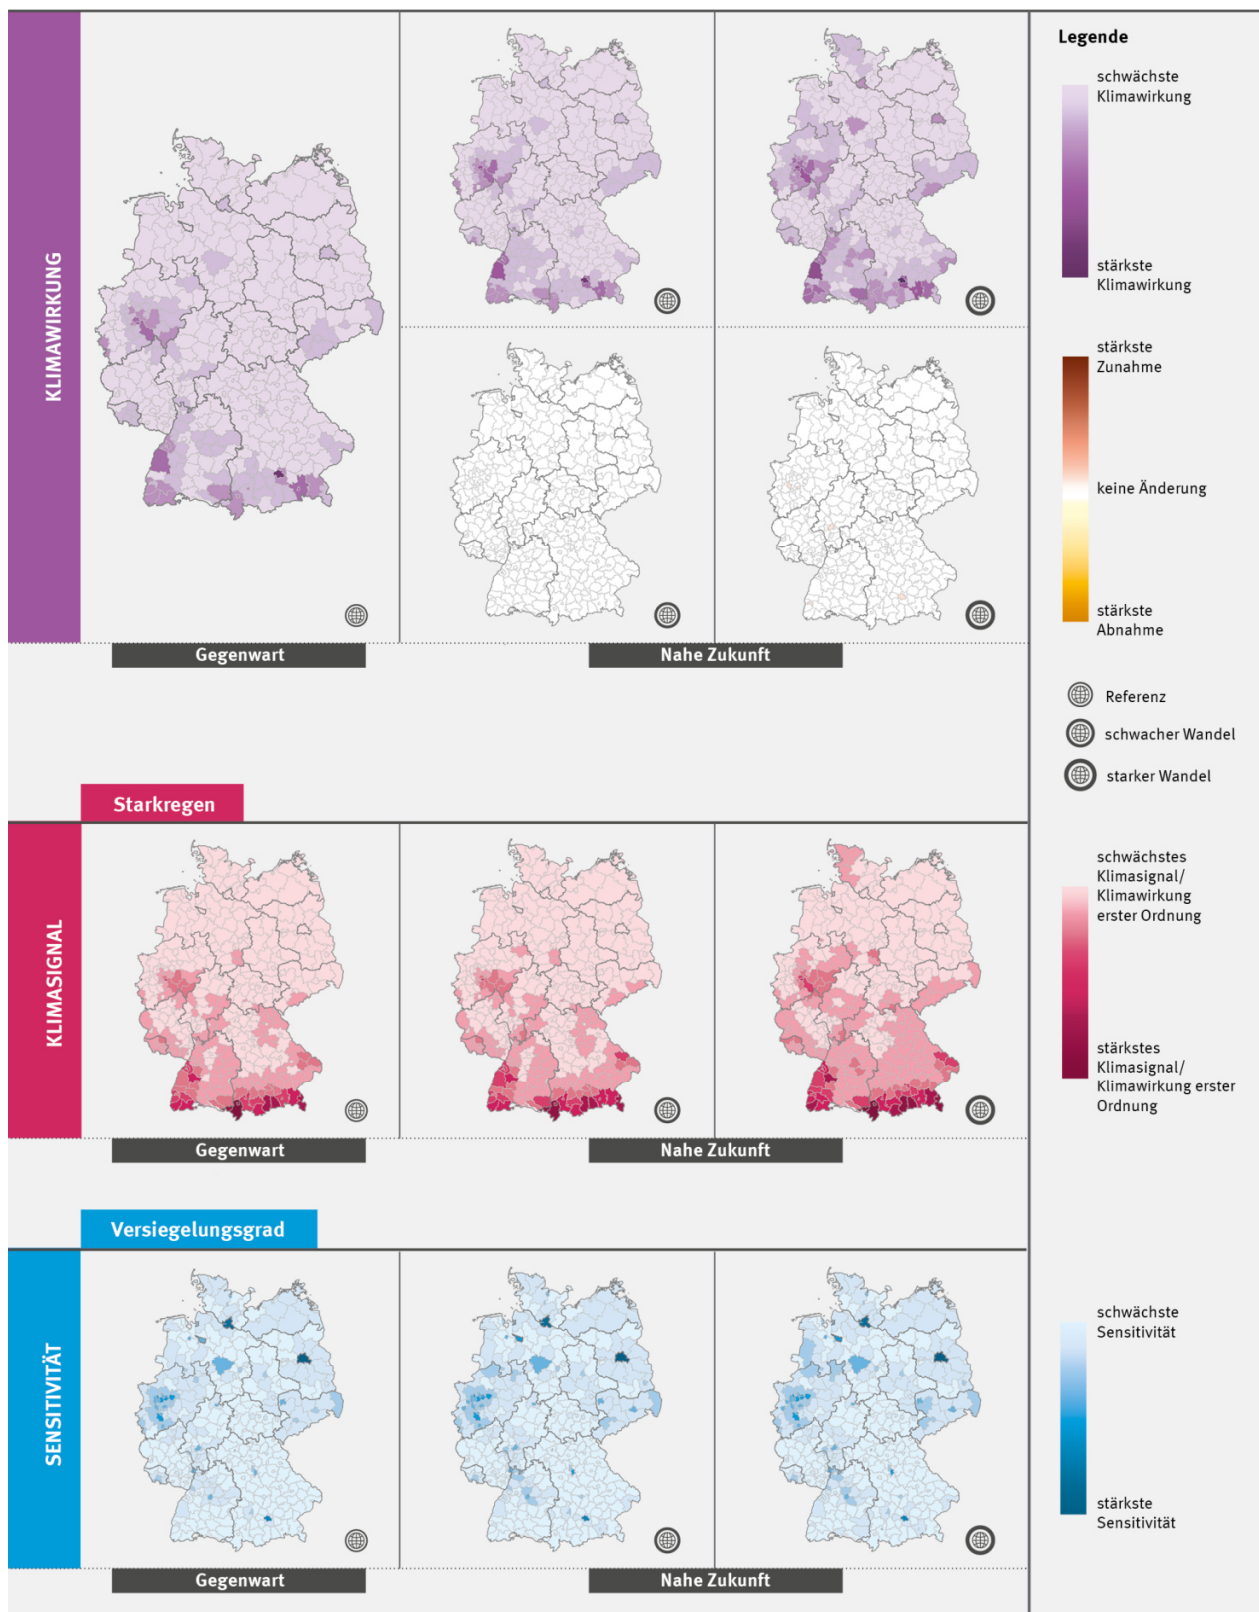 KLIMAWIRKUNG
Gegenwart
Nahe Zukunft
Starkregen
KLIMASIGNAL
Gegenwart
Nahe Zukunft
Versiegelungsgrad
SENSITIVITÄT
Gegenwart
Nahe Zukunft
Legende
schwächste
Klimawirkung
stärkste
Klimawirkung
stärkste
Zunahme
keine Änderung
stärkste
Abnahme
Referenz
schwacher Wandel
starker Wandel
schwächstes
Klimasignal/
Klimawirkung
erster Ordnung
stärkstes
Klimasignal/
Klimawirkung erster
Ordnung
schwächste
Sensitivität
stärkste
Sensitivität